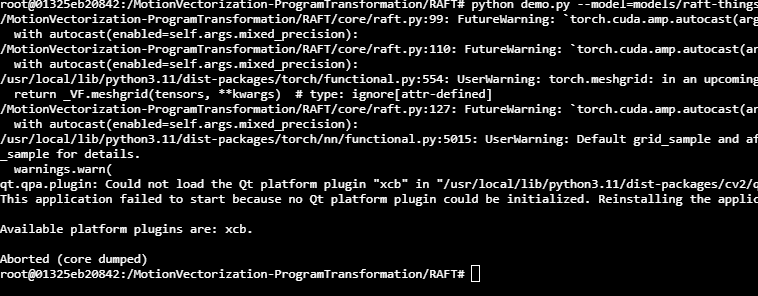 root@01325eb20842:/MotionVectorization-ProgramTransformation/RAFT# python demo.py --model=models/raft-things
/MotionVectorization-ProgramTransformation/RAFT/core/raft.py:99: FutureWarning: `torch.cuda.amp.autocast(arg
  with autocast(enabled=self.args.mixed_precision):
/MotionVectorization-ProgramTransformation/RAFT/core/raft.py:110: FutureWarning: `torch.cuda.amp.autocast(ar
  with autocast(enabled=self.args.mixed_precision):
/usr/local/lib/python3.11/dist-packages/torch/functional.py:554: UserWarning: torch.meshgrid: in an upcoming
  return _VF.meshgrid(tensors, **kwargs)  # type: ignore[attr-defined]
/MotionVectorization-ProgramTransformation/RAFT/core/raft.py:127: FutureWarning: `torch.cuda.amp.autocast(ar
  with autocast(enabled=self.args.mixed_precision):
/usr/local/lib/python3.11/dist-packages/torch/nn/functional.py:5015: UserWarning: Default grid_sample and af
_sample for details.
  warnings.warn(
qt.qpa.plugin: Could not load the Qt platform plugin "xcb" in "/usr/local/lib/python3.11/dist-packages/cv2/q
This application failed to start because no Qt platform plugin could be initialized. Reinstalling the applic

Available platform plugins are: xcb.

Aborted (core dumped)
root@01325eb20842:/MotionVectorization-ProgramTransformation/RAFT#